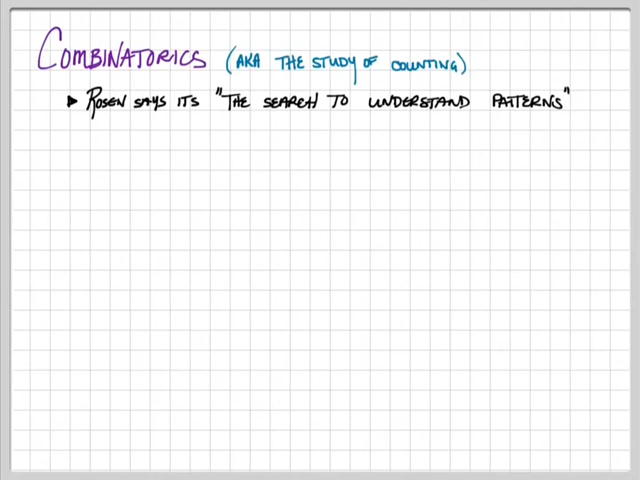 COMBINATORICS (AKA THE STUDY OF COUNTING)
▸ ROSEN SAYS ITS "THE SEARCH TO UNDERSTAND PATTERNS"